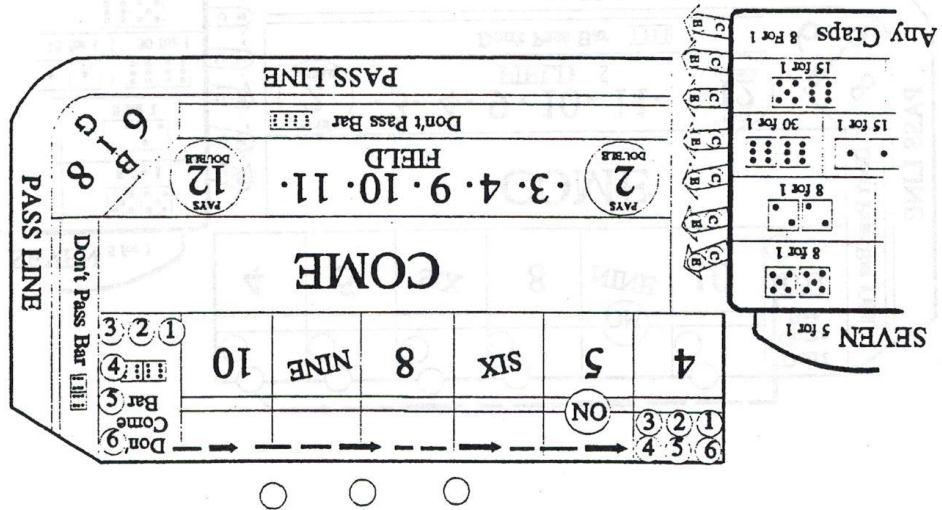 4 5 6
3 2 1
ON
6 Don'
Come
5 Bar
4
3 2 1
4 5 SIX 8 NINE 10
SEVEN
5 for 1
COME
8 for 1
8 for 1
15 for 1
30 for 1
15 for 1
Any Craps 8 For 1
C E
C E
C E
C E
C E
C E
2
PAYS
DOUBLE
·3·4·9·10·11·
FIELD
12
PAYS
DOUBLE
Don't Pass Bar
PASS LINE
BIG
6
8
Don't Pass Bar
PASS LINE